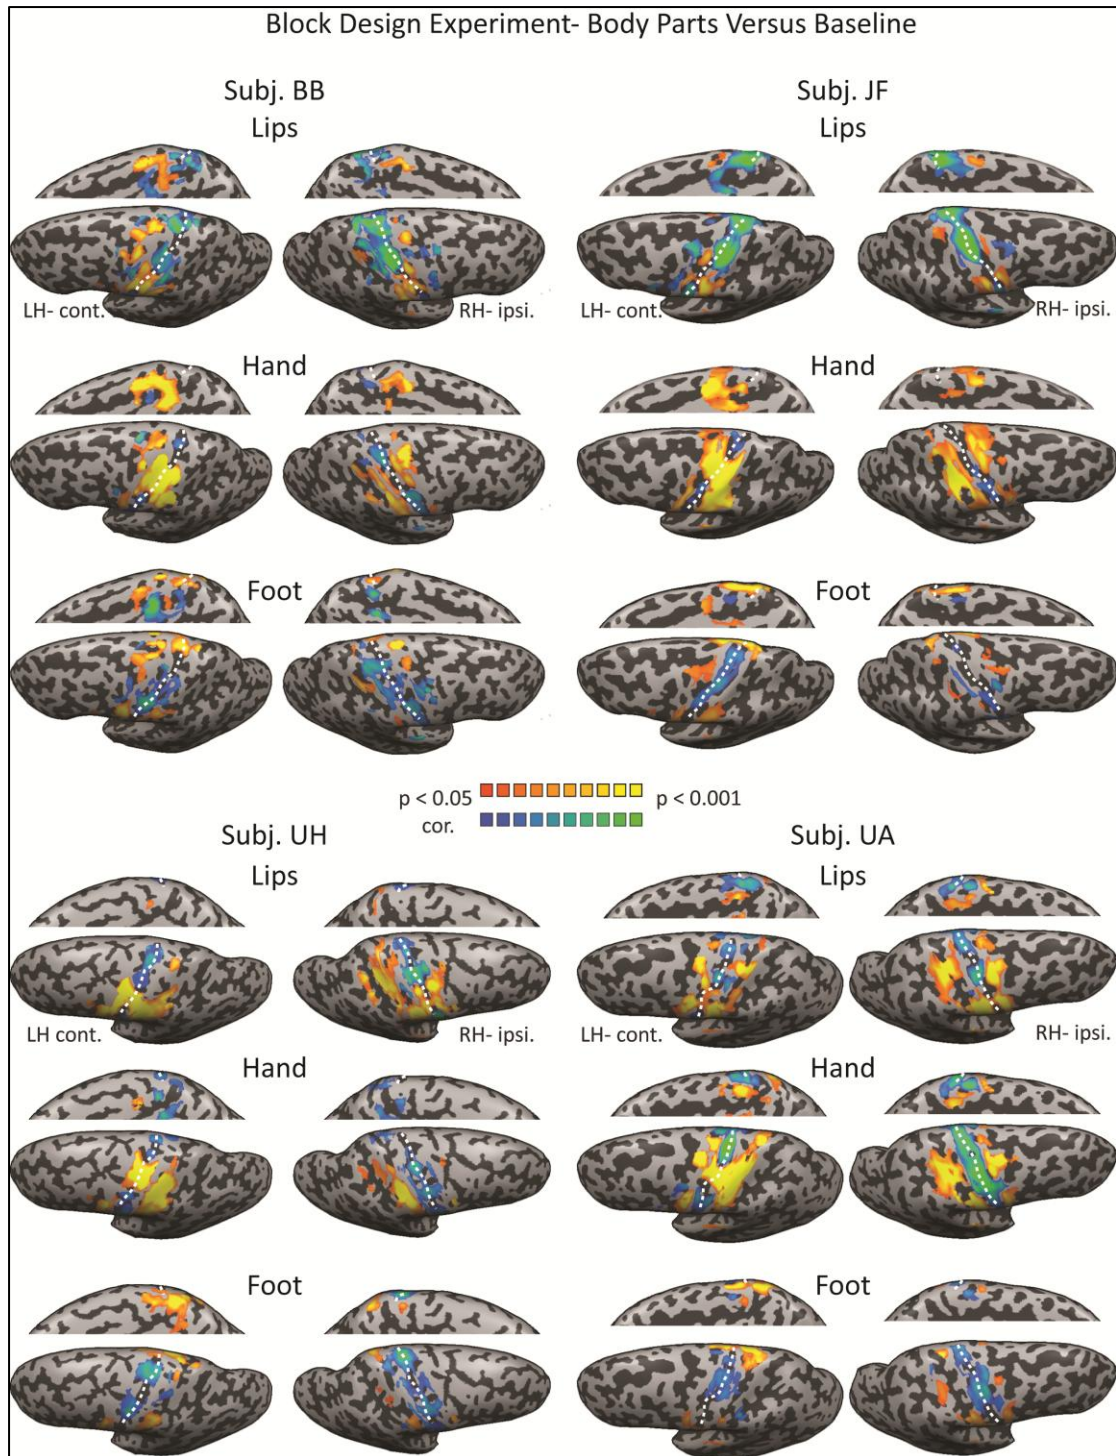 Block Design Experiment- Body Parts Versus Baseline
Subj. BB
Lips
LH- cont.
RH- ipsi.
Hand
Foot
Subj. JF
Lips
LH- cont.
RH- ipsi.
Hand
Foot
p < 0.05
cor.
p < 0.001
Subj. UH
Lips
LH cont.
RH- ipsi.
Hand
Foot
Subj. UA
Lips
LH- cont.
RH- ipsi.
Hand
Foot